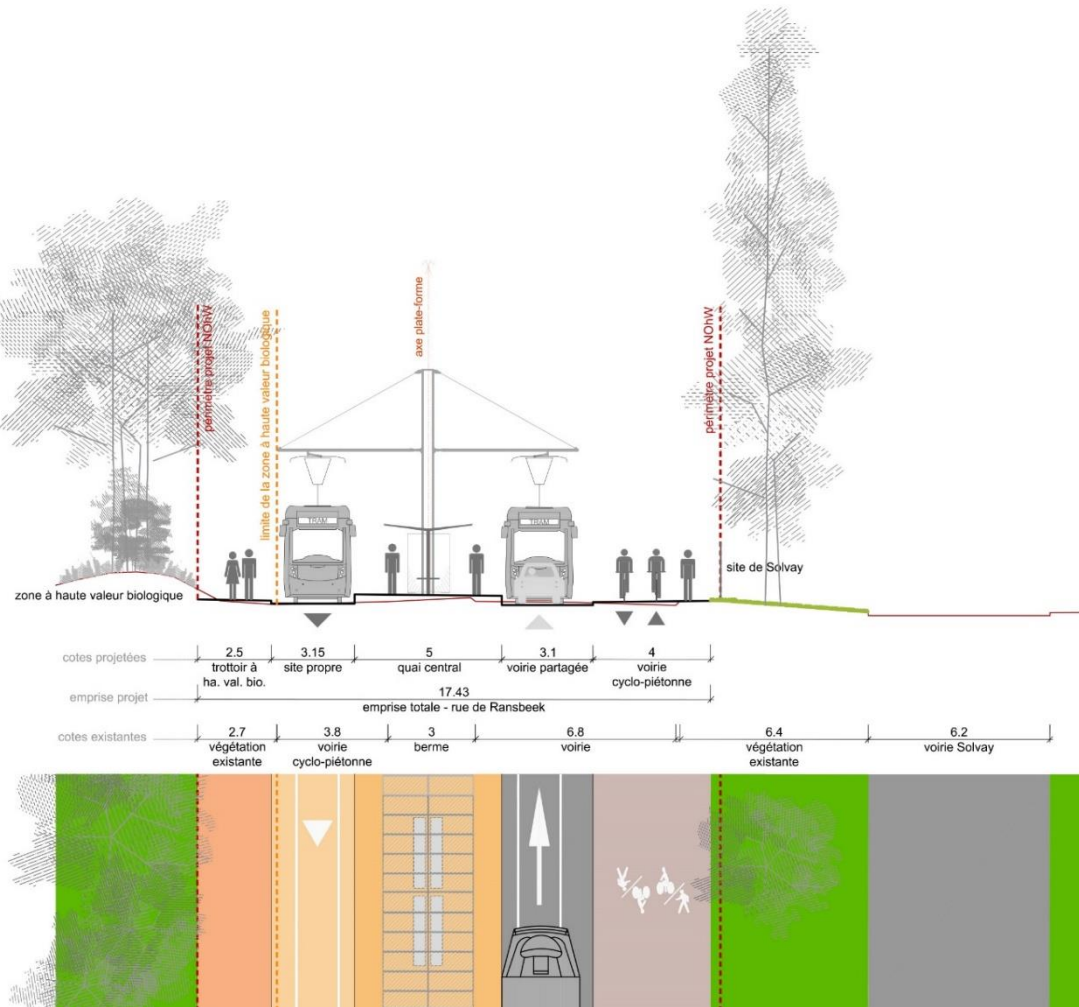 périmètre projet NOhW
limite de la zone à haute valeur biologique
axe plate-forme
périmètre projet NOhW
TRAM
TRAM
site de Solvay
zone à haute valeur biologique
cotes projetées
2.5
3.15
5
3.1
4
trottoir à
ha. val. bio.
site propre
quai central
voirie partagée
voirie
cyclo-piétonne
emprise projet
17.43
emprise totale - rue de Ransbeek
cotes existantes
2.7
3.8
3
6.8
6.4
6.2
végétation
existante
voirie
cyclo-piétonne
berme
voirie
végétation
existante
voirie Solvay